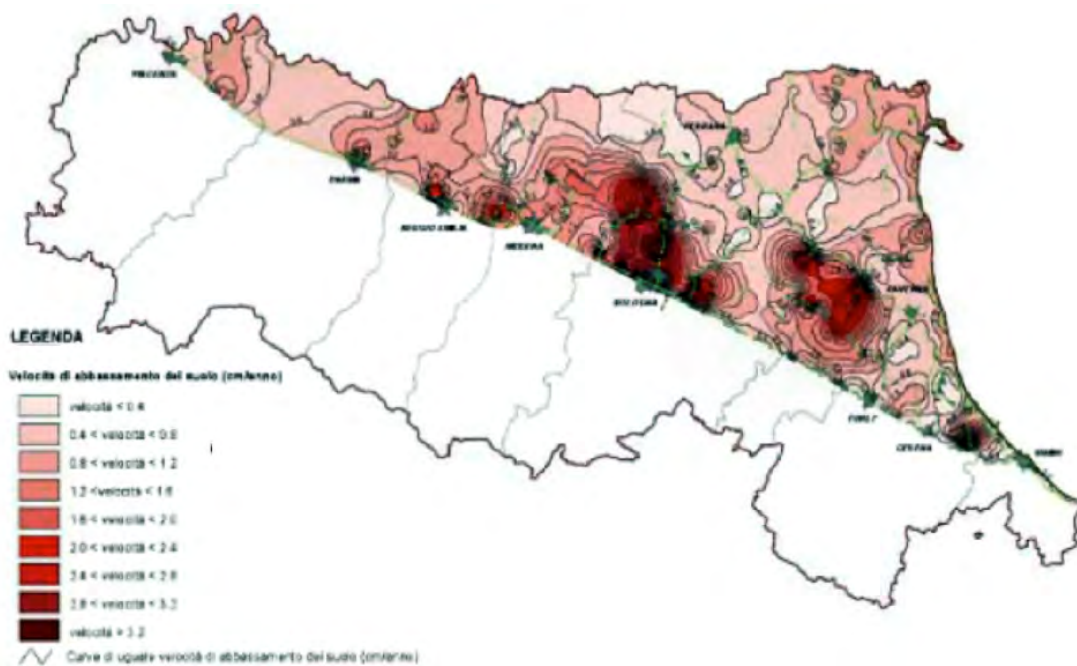 PIACENZA
PARMA
REGGIO EMILIA
MODENA
FERRARA
BOLOGNA
RAVENNA
FORLI'
CESENA
RIMINI
LEGENDA
Velocità di abbassamento del suolo (cm/anno)
velocità < 0.4
0.4 < velocità < 0.8
0.8 < velocità < 1.2
1.2 < velocità < 1.6
1.6 < velocità < 2.0
2.0 < velocità < 2.4
2.4 < velocità < 2.8
2.8 < velocità < 3.2
velocità > 3.2
Curve di uguale velocità di abbassamento del suolo (cm/anno)